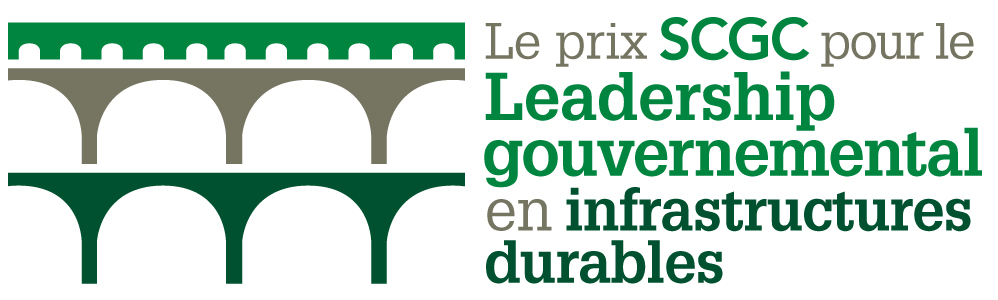 Le prix SCGC pour le
Leadership
gouvernemental
en infrastructures
durables